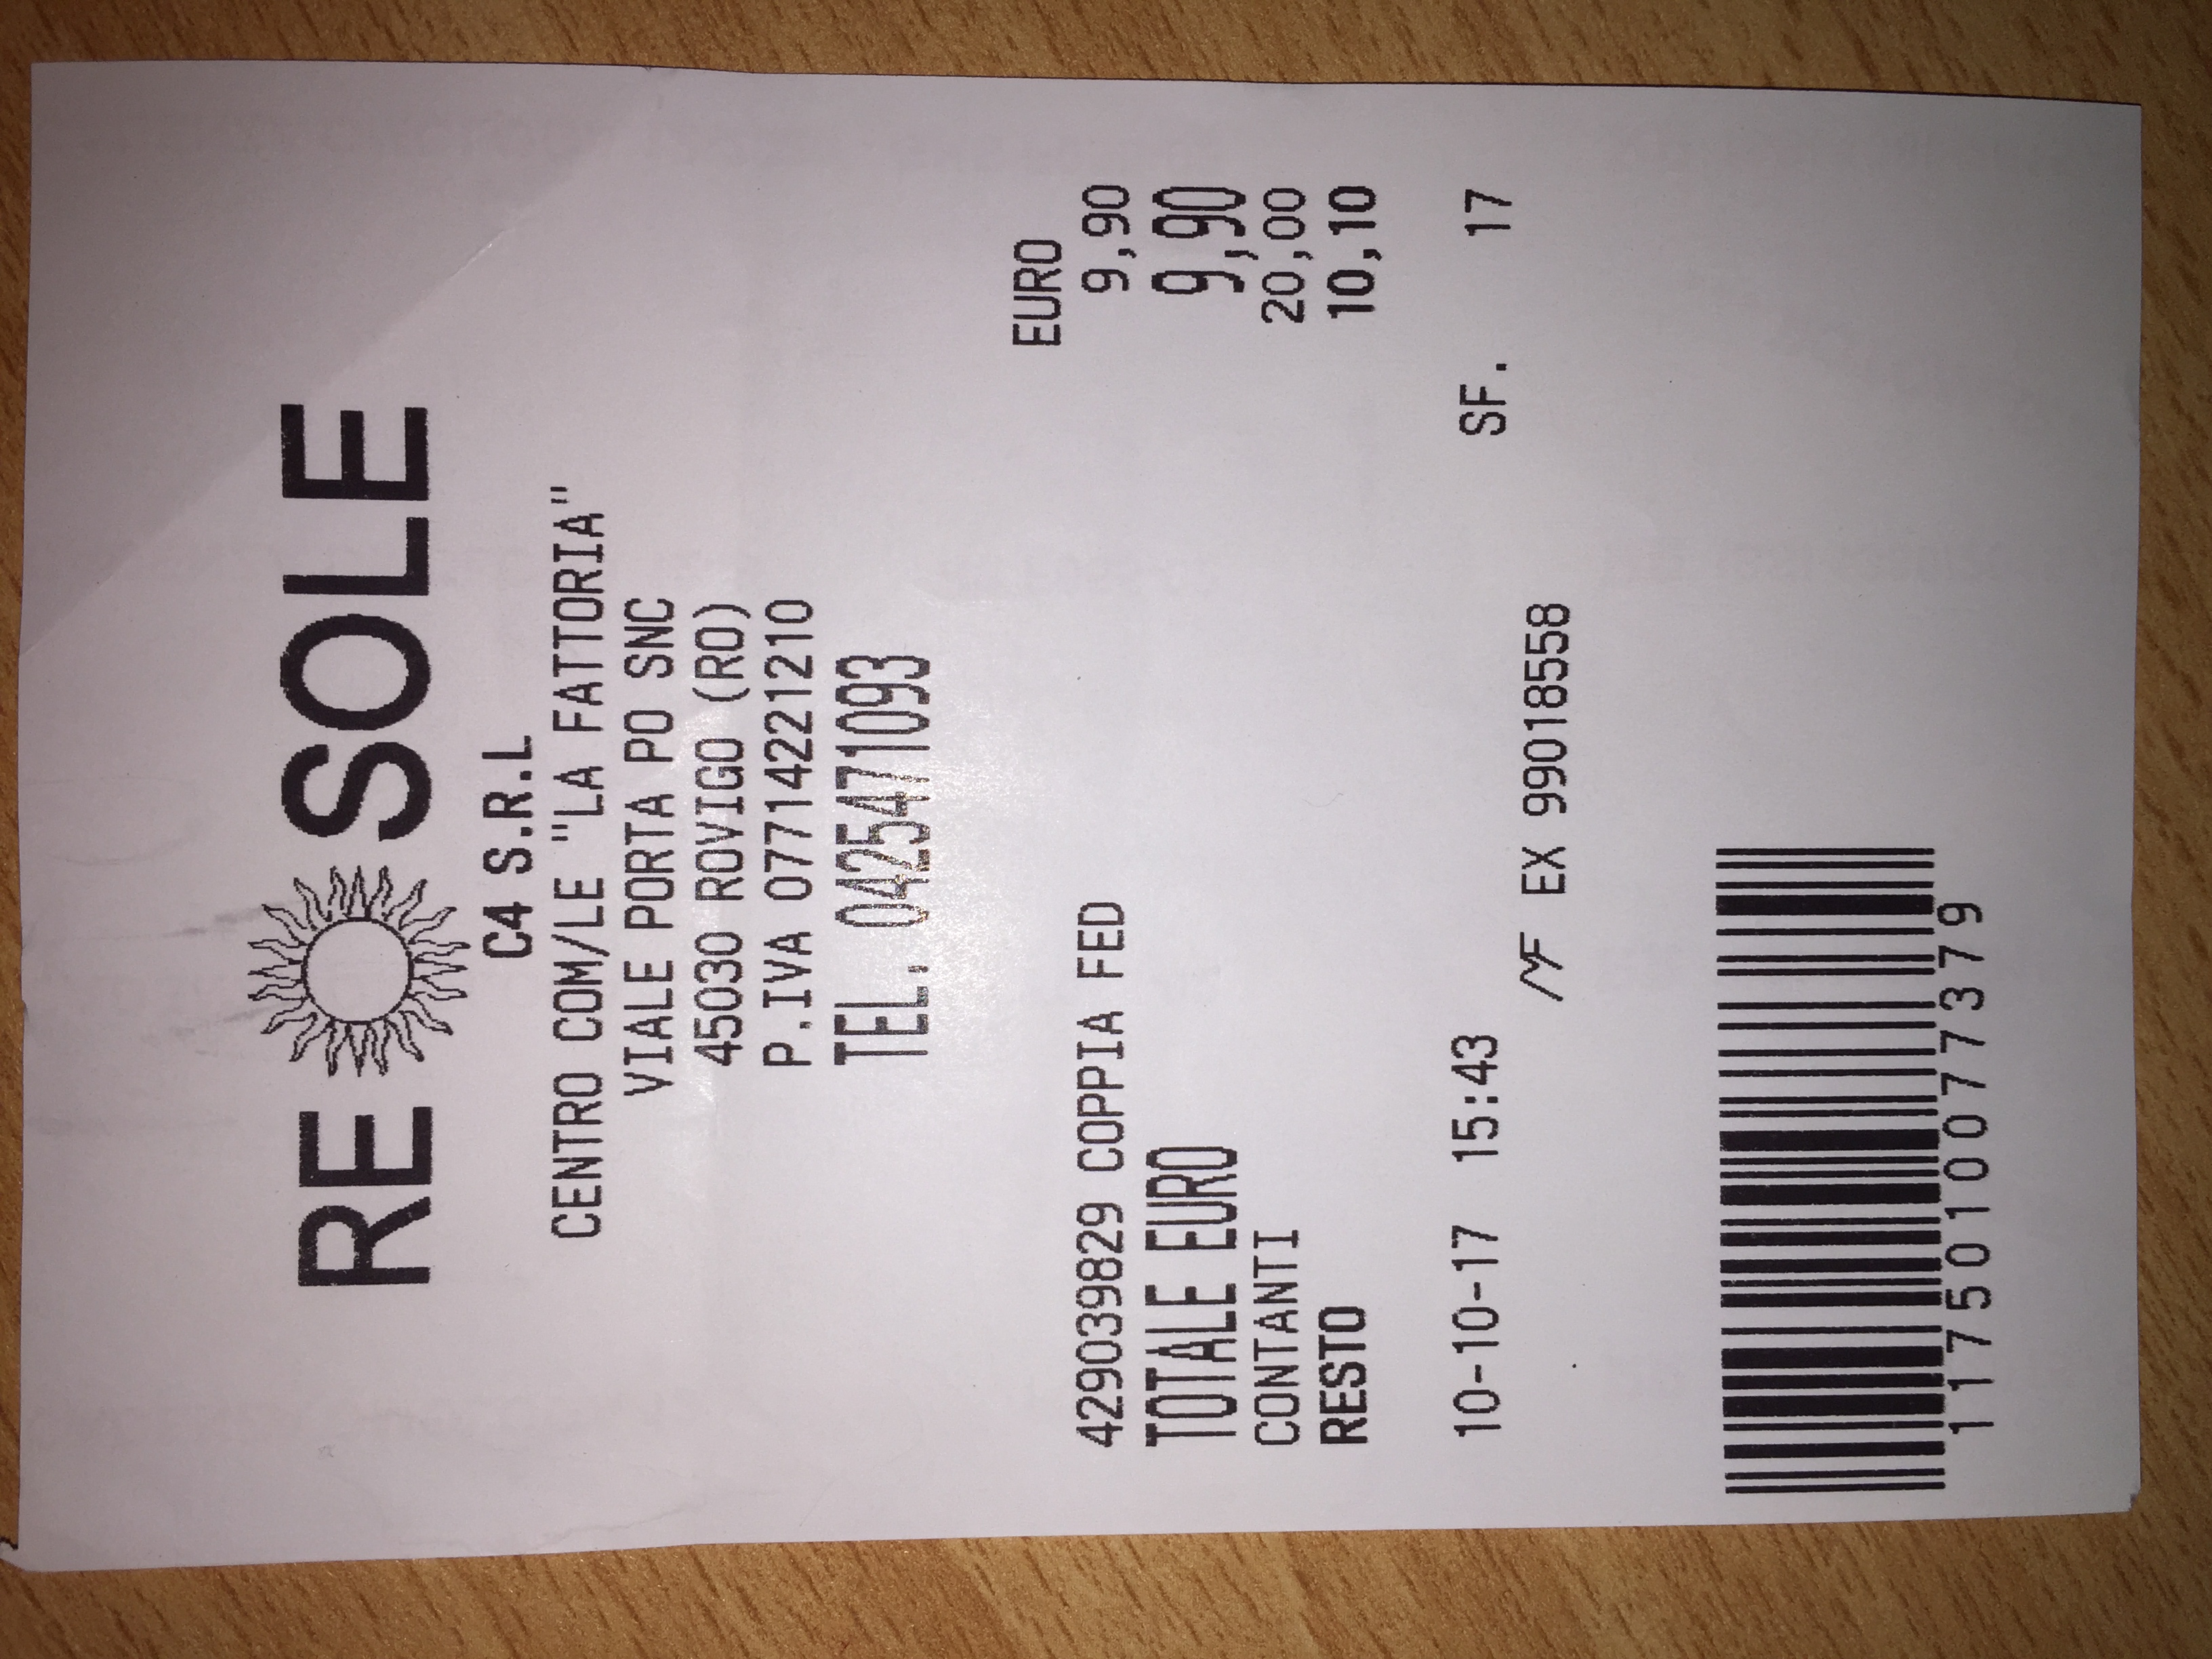 RE SOLE
C4 S.R.L
CENTRO COM/LE "LA FATTORIA"
VIALE PORTA PO SNC
45030 ROVIGO (RO)
P.IVA 07714221210
TEL. 0425471093
EURO
429039829 COPPIA FED 9,90
TOTALE EURO 9,90
CONTANTI 20,00
RESTO 10,10
10-10-17 15:43 SF. 17
MF EX 99018558
1175010077379